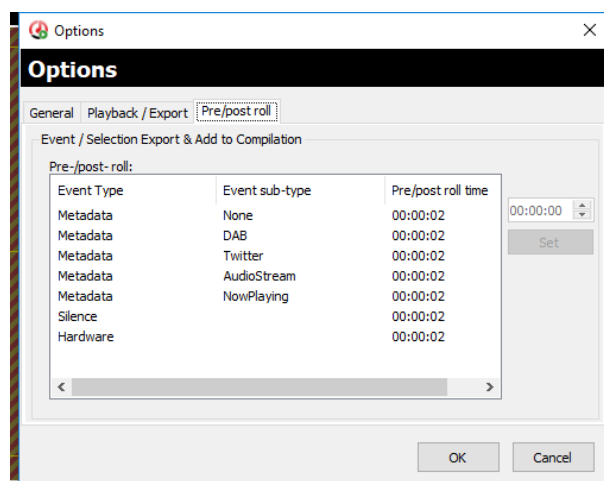 Options
Options
General Playback / Export Pre/post roll
Event / Selection Export & Add to Compilation
Pre-/post- roll:
Event Type Event sub-type Pre/post roll time
Metadata None 00:00:02
Metadata DAB 00:00:02
Metadata Twitter 00:00:02
Metadata AudioStream 00:00:02
Metadata NowPlaying 00:00:02
Silence 00:00:02
Hardware 00:00:02
00:00:00
Set
OK Cancel